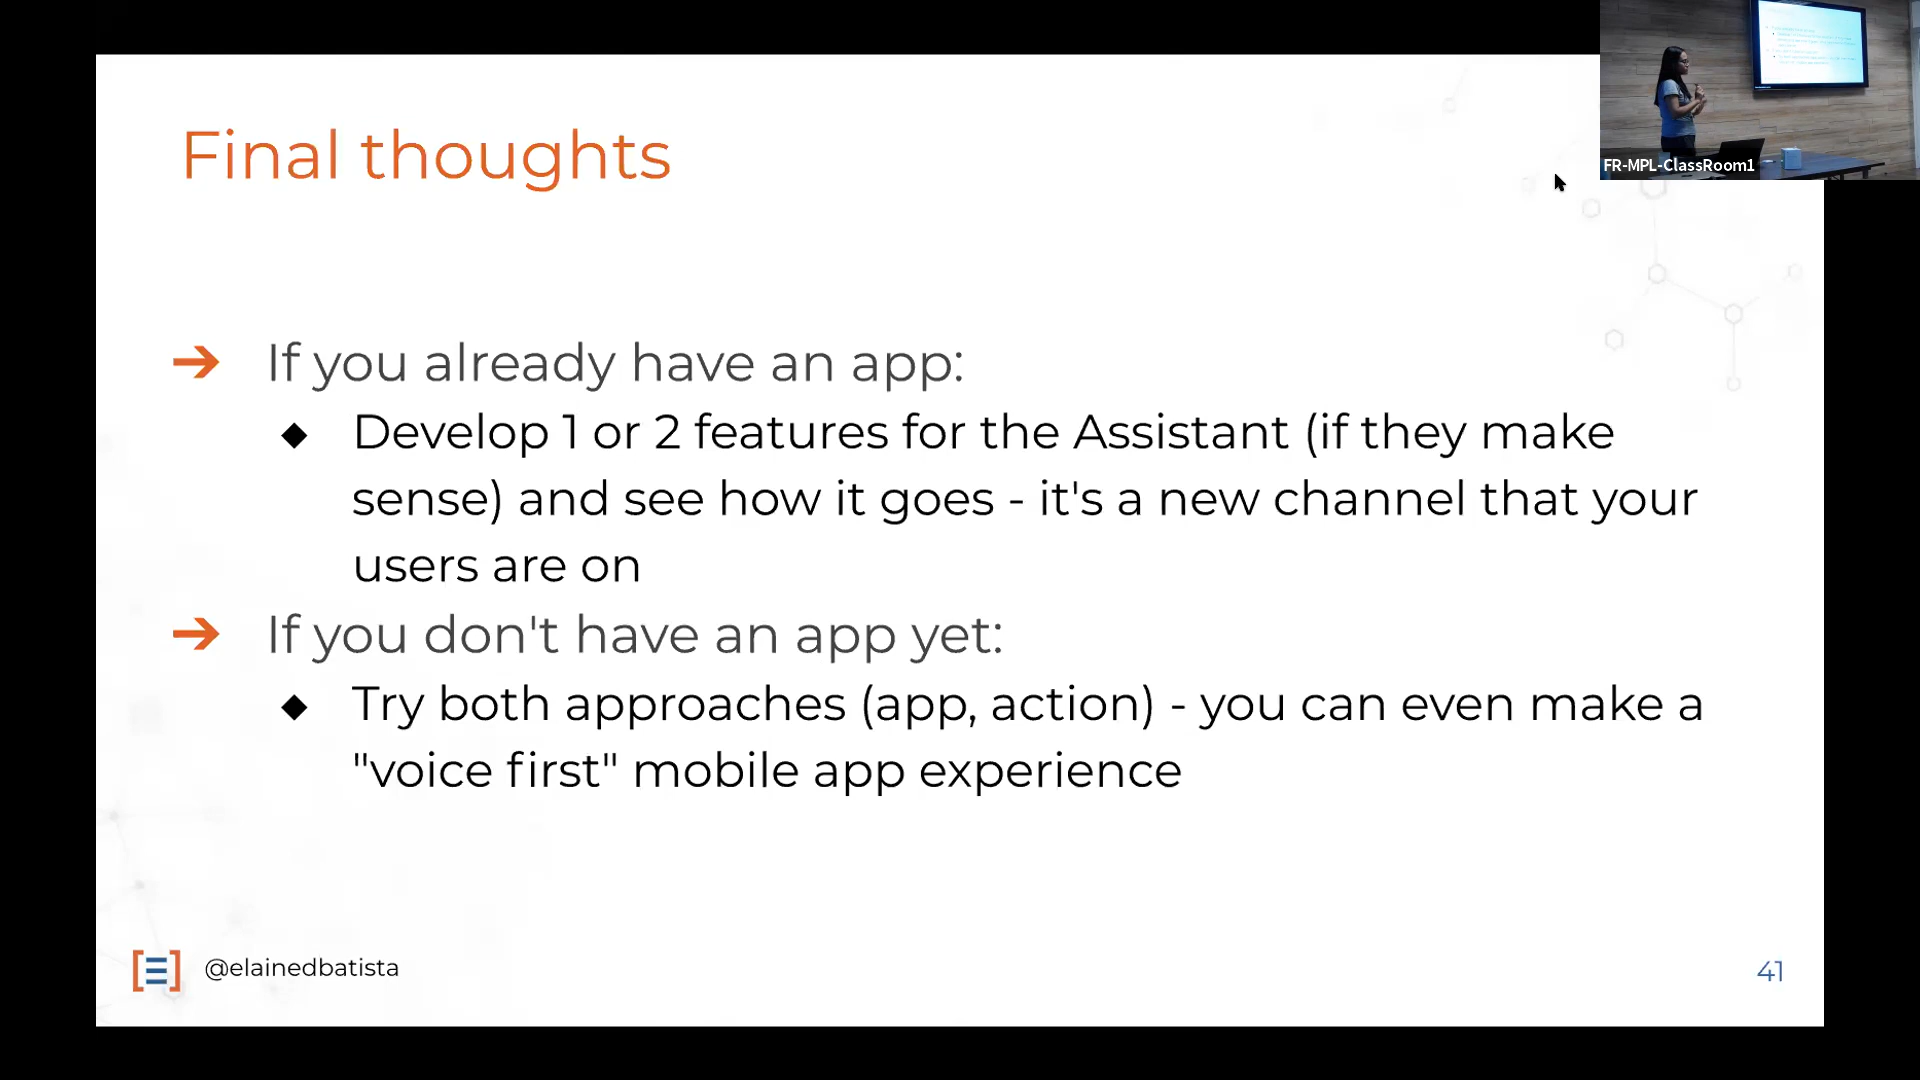 Final thoughts
FR-MPL-ClassRoom1
➔ If you already have an app:
◆ Develop 1 or 2 features for the Assistant (if they make
sense) and see how it goes - it's a new channel that your
users are on
➔ If you don't have an app yet:
◆ Try both approaches (app, action) - you can even make a
"voice first" mobile app experience
@elainedbatista
41